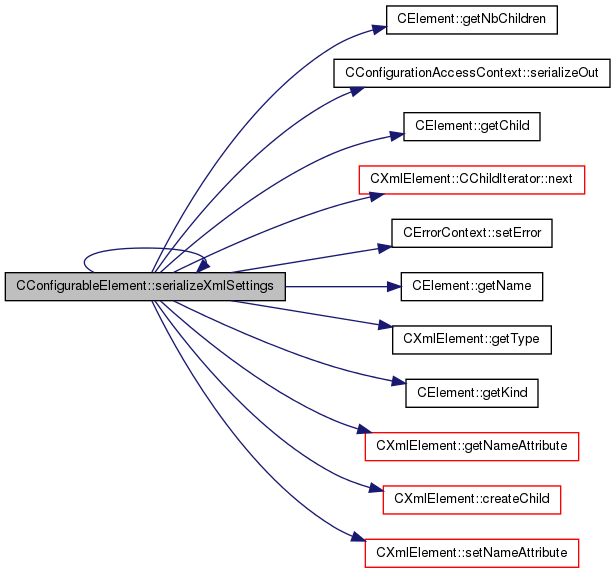 CElement::getNbChildren
CConfigurationAccessContext::serializeOut
CElement::getChild
CXmlElement::CChildIterator::next
CErrorContext::setError
CConfigurableElement::serializeXmlSettings
CElement::getName
CXmlElement::getType
CElement::getKind
CXmlElement::getNameAttribute
CXmlElement::createChild
CXmlElement::setNameAttribute